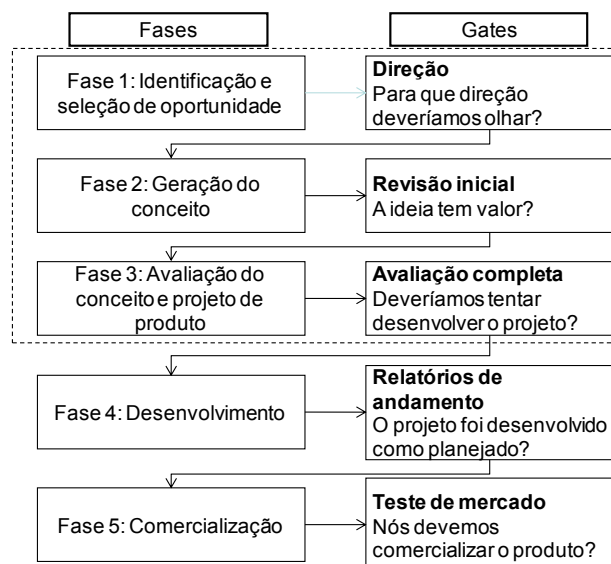 Fases
Gates
Fase 1: Identificação e
seleção de oportunidade
Direção
Para que direção
deveríamos olhar?
Fase 2: Geração do
conceito
Revisão inicial
A ideia tem valor?
Fase 3: Avaliação do
conceito e projeto de
produto
Avaliação completa
Deveríamos tentar
desenvolver o projeto?
Fase 4: Desenvolvimento
Relatórios de
andamento
O projeto foi desenvolvido
como planejado?
Fase 5: Comercialização
Teste de mercado
Nós devemos
comercializar o produto?